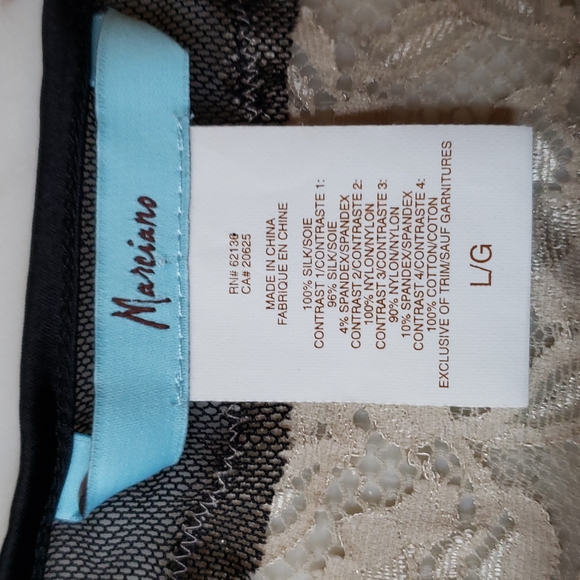 Marciano
RN# 62136
CA# 20625
MADE IN CHINA
FABRIQUE EN CHINE
100% SILK/SOIE
CONTRAST 1/CONTRASTE 1:
96% SILK/SOIE
4% SPANDEX/SPANDEX
CONTRAST 2/CONTRASTE 2:
100% NYLON/NYLON
CONTRAST 3/CONTRASTE 3:
90% NYLON/NYLON
10% SPANDEX/SPANDEX
CONTRAST 4/CONTRASTE 4:
100% COTTON/COTON
EXCLUSIVE OF TRIM/SAUF GARNITURES
L/G